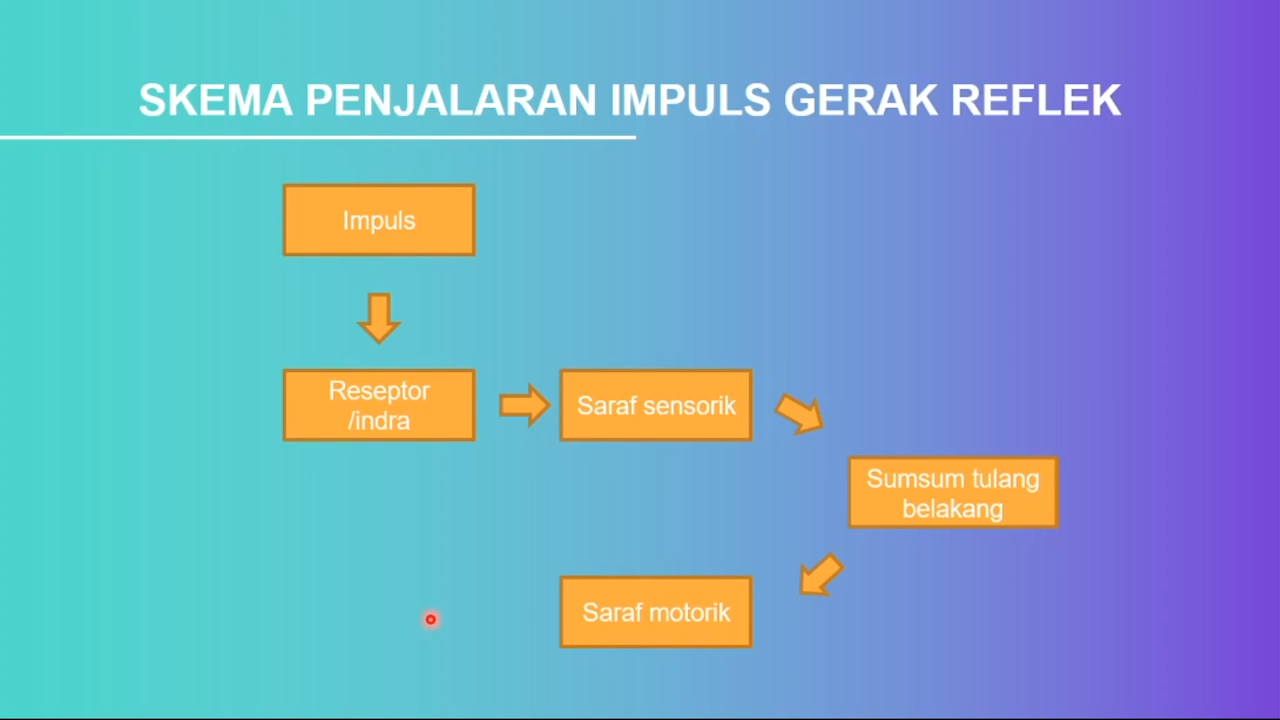 SKEMA PENJALARAN IMPULS GERAK REFLEK
Impuls
Reseptor
/indra
Saraf sensorik
Sumsum tulang
belakang
Saraf motorik